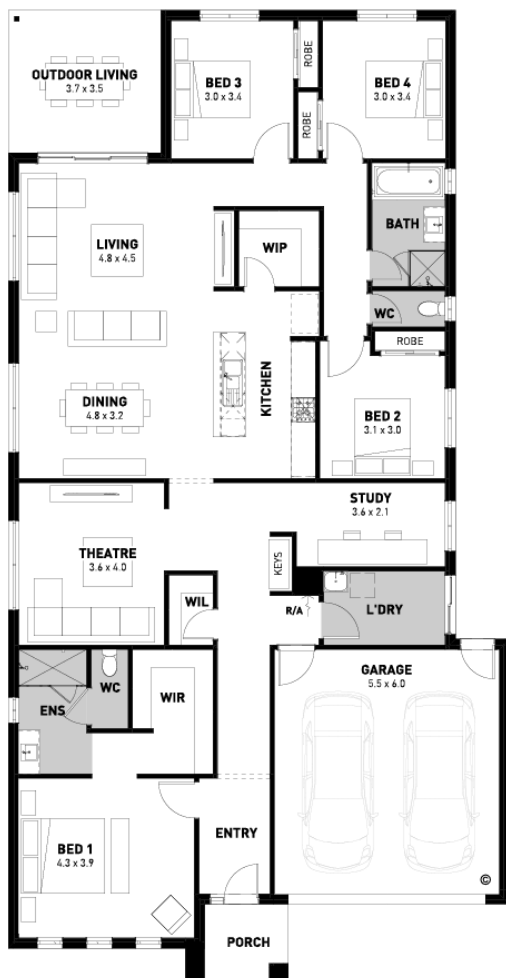 OUTDOOR LIVING
3.7 x 3.5
BED 3
3.0 x 3.4
ROBE
ROBE
BED 4
3.0 x 3.4
LIVING
4.8 x 4.5
WIP
BATH
WC
ROBE
DINING
4.8 x 3.2
KITCHEN
BED 2
3.1 x 3.0
STUDY
3.6 x 2.1
THEATRE
3.6 x 4.0
KEYS
WIL
R/A
L'DRY
GARAGE
5.5 x 6.0
ENS
WC
WIR
BED 1
4.3 x 3.9
ENTRY
©
PORCH